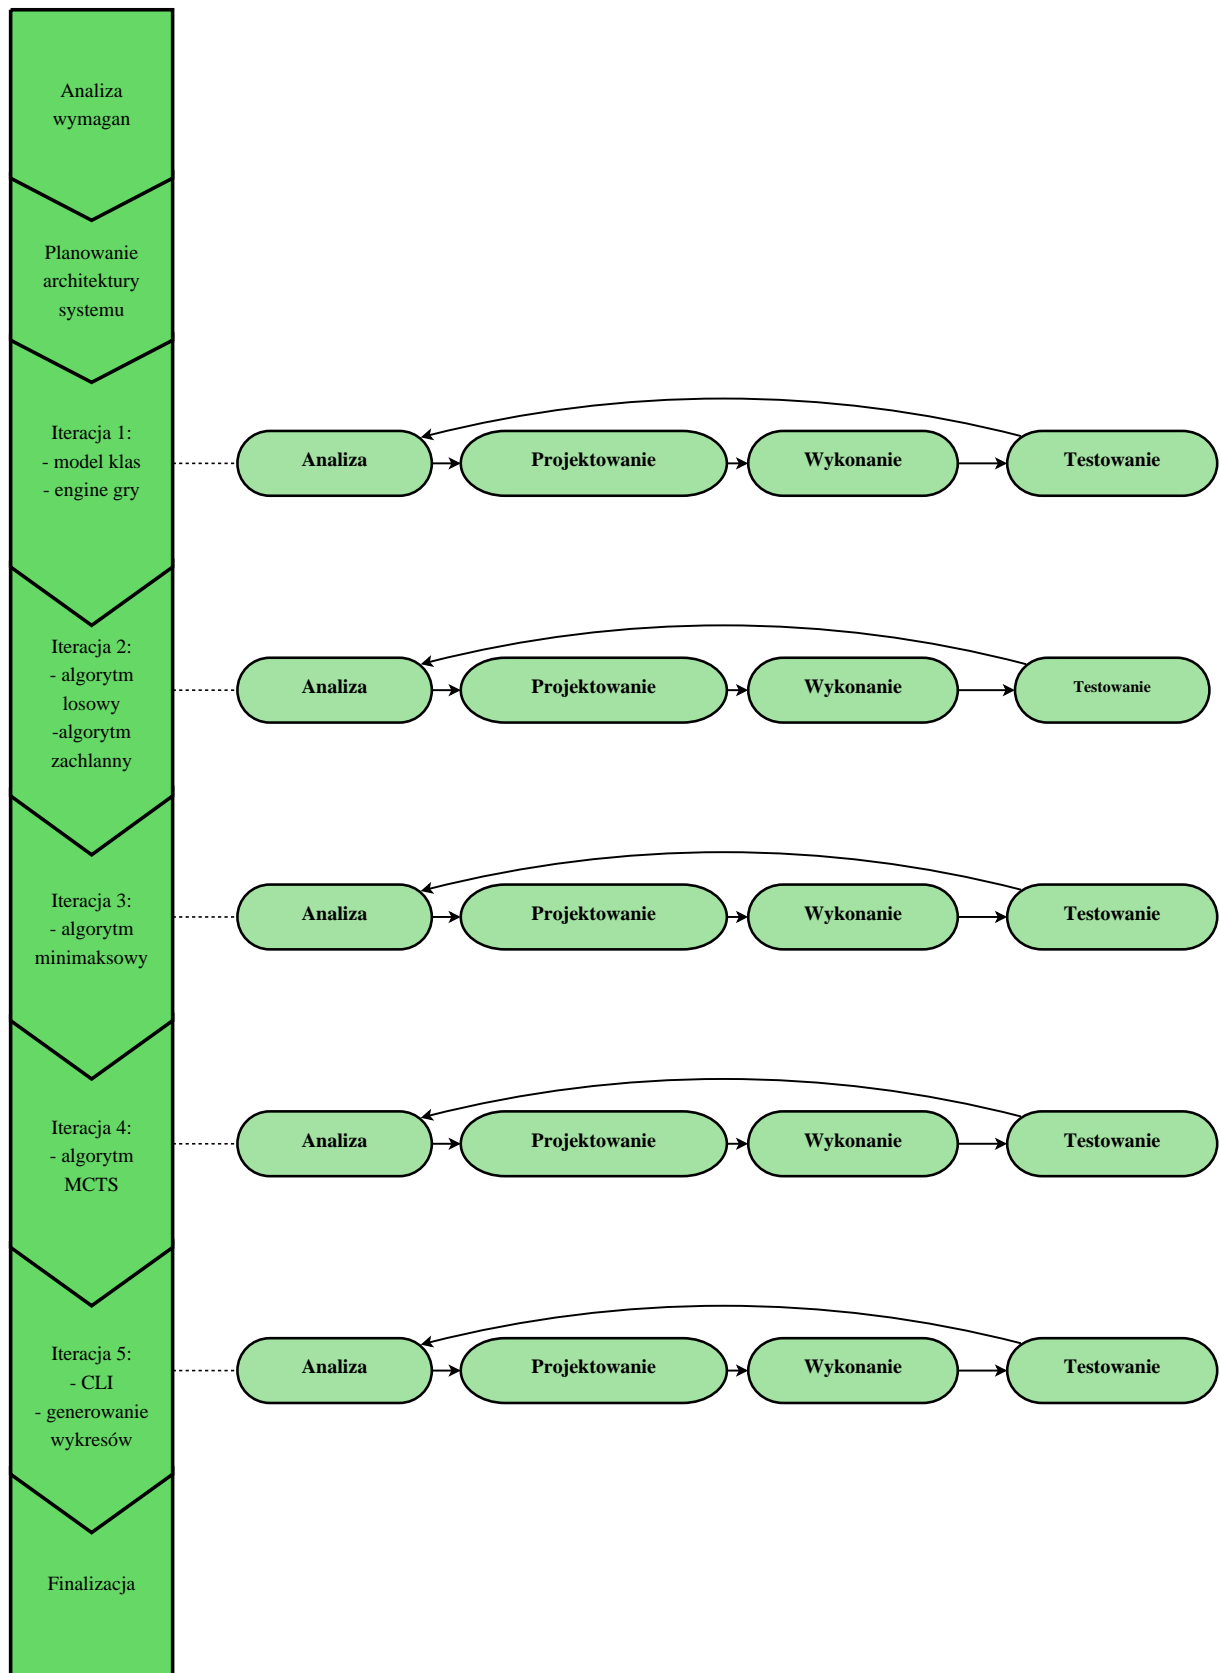 Analiza
wymagan
Planowanie
architektury
systemu
Iteracja 1:
- model klas
- engine gry
Analiza
Projektowanie
Wykonanie
Testowanie
Iteracja 2:
- algorytm
losowy
-algorytm
zachlanny
Analiza
Projektowanie
Wykonanie
Testowanie
Iteracja 3:
- algorytm
minimaksowy
Analiza
Projektowanie
Wykonanie
Testowanie
Iteracja 4:
- algorytm
MCTS
Analiza
Projektowanie
Wykonanie
Testowanie
Iteracja 5:
- CLI
- generowanie
wykresów
Analiza
Projektowanie
Wykonanie
Testowanie
Finalizacja